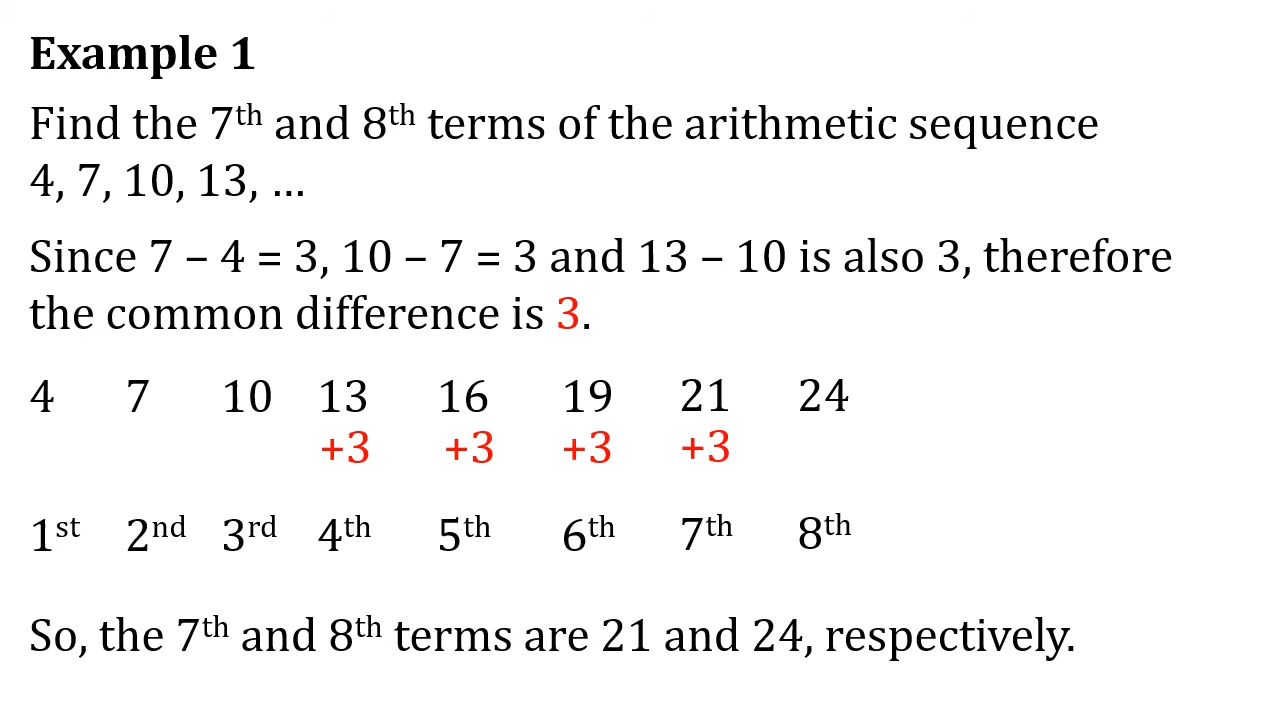 Example 1
Find the 7th and 8th terms of the arithmetic sequence
4, 7, 10, 13, ...
Since 7 – 4 = 3, 10 – 7 = 3 and 13 – 10 is also 3, therefore
the common difference is 3.
4 7 10 13 16 19 21 24
+3 +3 +3 +3
1st 2nd 3rd 4th 5th 6th 7th 8th
So, the 7th and 8th terms are 21 and 24, respectively.